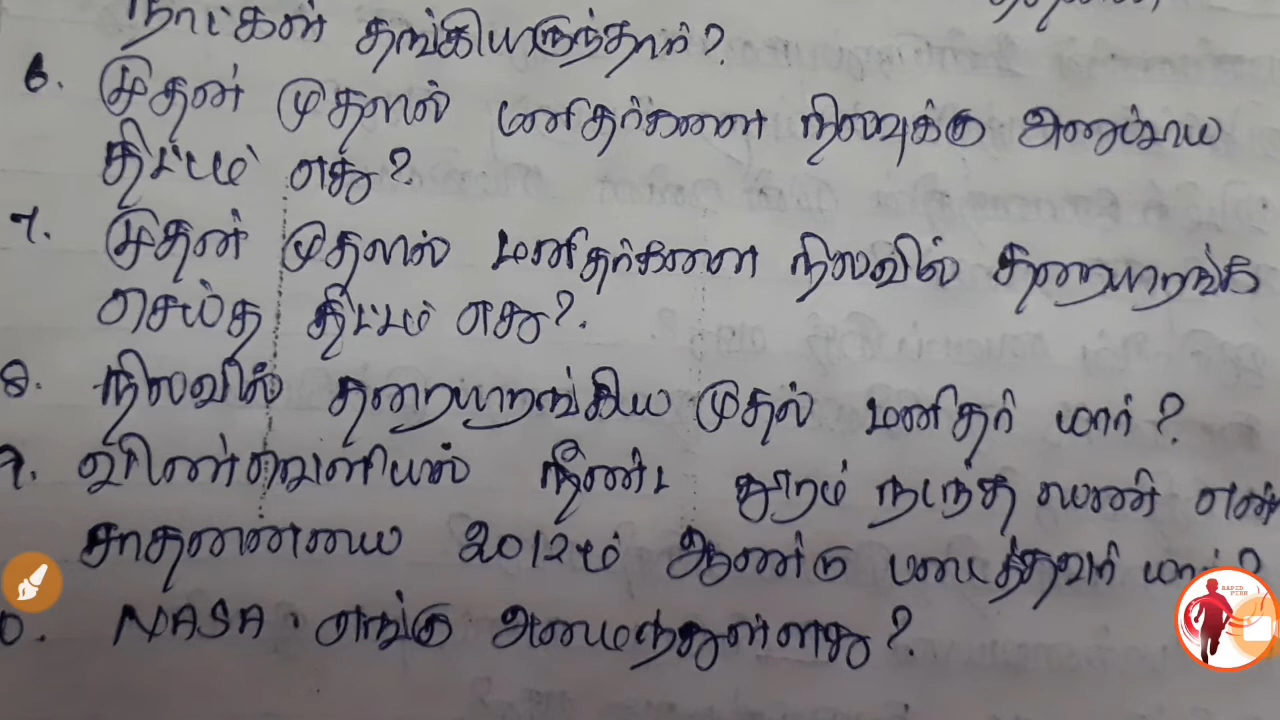 நாட்கள் தங்கியிருந்தார்?
6. முதன் முதலில் மனிதர்களை நிலவுக்கு அனுப்பிய
திட்டம் எது?
7. முதன் முதலில் மனிதர்களை நிலவில் தரையிறங்க
செய்த திட்டம் எது?
8. நிலவில் தரையிறங்கிய முதல் மனிதர் யார்?
9. விண்வெளியில் நீண்ட தூரம் நடந்த பெண் என்ற
சாதனையை 2012ம் ஆண்டு படைத்தவர் யார்?
0. NASA எங்கு அமைந்துள்ளது?
RAPID